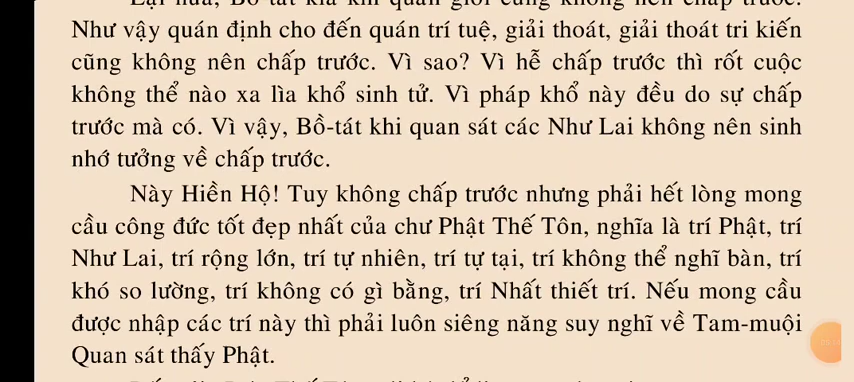 Như vậy quán định cho đến quán trí tuệ, giải thoát, giải thoát tri kiến
cũng không nên chấp trước. Vì sao? Vì hễ chấp trước thì rốt cuộc
không thể nào xa lìa khổ sinh tử. Vì pháp khổ này đều do sự chấp
trước mà có. Vì vậy, Bồ-tát khi quan sát các Như Lai không nên sinh
nhớ tưởng về chấp trước.
Này Hiền Hộ! Tuy không chấp trước nhưng phải hết lòng mong
cầu công đức tốt đẹp nhất của chư Phật Thế Tôn, nghĩa là trí Phật, trí
Như Lai, trí rộng lớn, trí tự nhiên, trí tự tại, trí không thể nghĩ bàn, trí
khó so lường, trí không có gì bằng, trí Nhất thiết trí. Nếu mong cầu
được nhập các trí này thì phải luôn siêng năng suy nghĩ về Tam-muội
Quan sát thấy Phật.